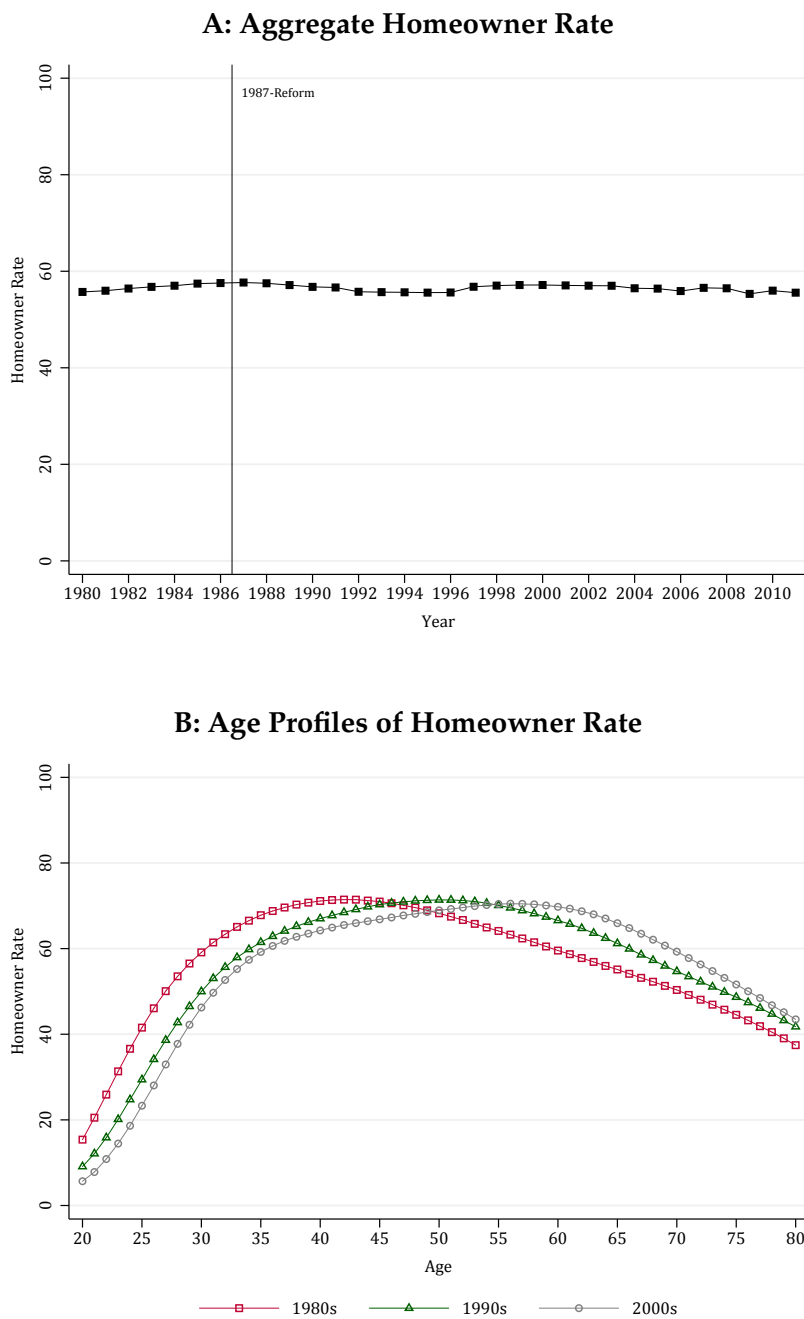 A: Aggregate Homeowner Rate
100
1987-Reform
80
60
Homeowner Rate
40
20
0
1980 1982 1984 1986 1988 1990 1992 1994 1996 1998 2000 2002 2004 2006 2008 2010
Year
B: Age Profiles of Homeowner Rate
100
80
60
Homeowner Rate
40
20
0
20 25 30 35 40 45 50 55 60 65 70 75 80
Age
1980s 1990s 2000s